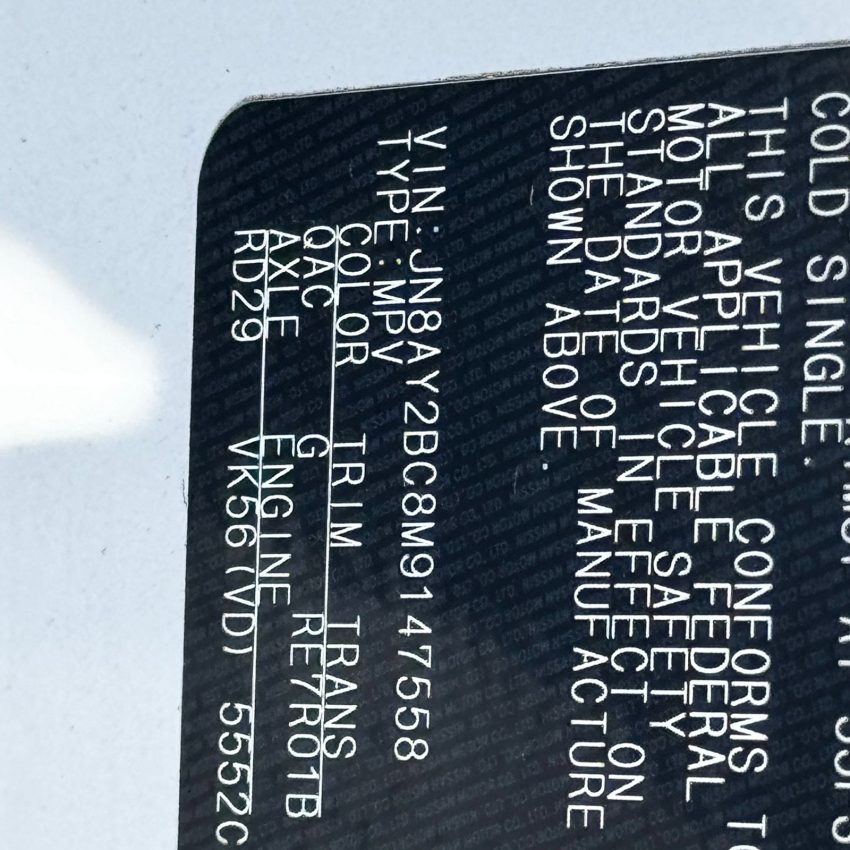 COLD SINGLE.
THIS VEHICLE CONFORMS TO
ALL APPLICABLE FEDERAL
MOTOR VEHICLE SAFETY
STANDARDS IN EFFECT ON
THE DATE OF MANUFACTURE
SHOWN ABOVE.
VIN:JN8AY2BC8M9147558
TYPE:MPV
COLOR TRIM TRANS
QAC G RE7R01B
AXLE ENGINE
RD29 VK56(VD) 5552C